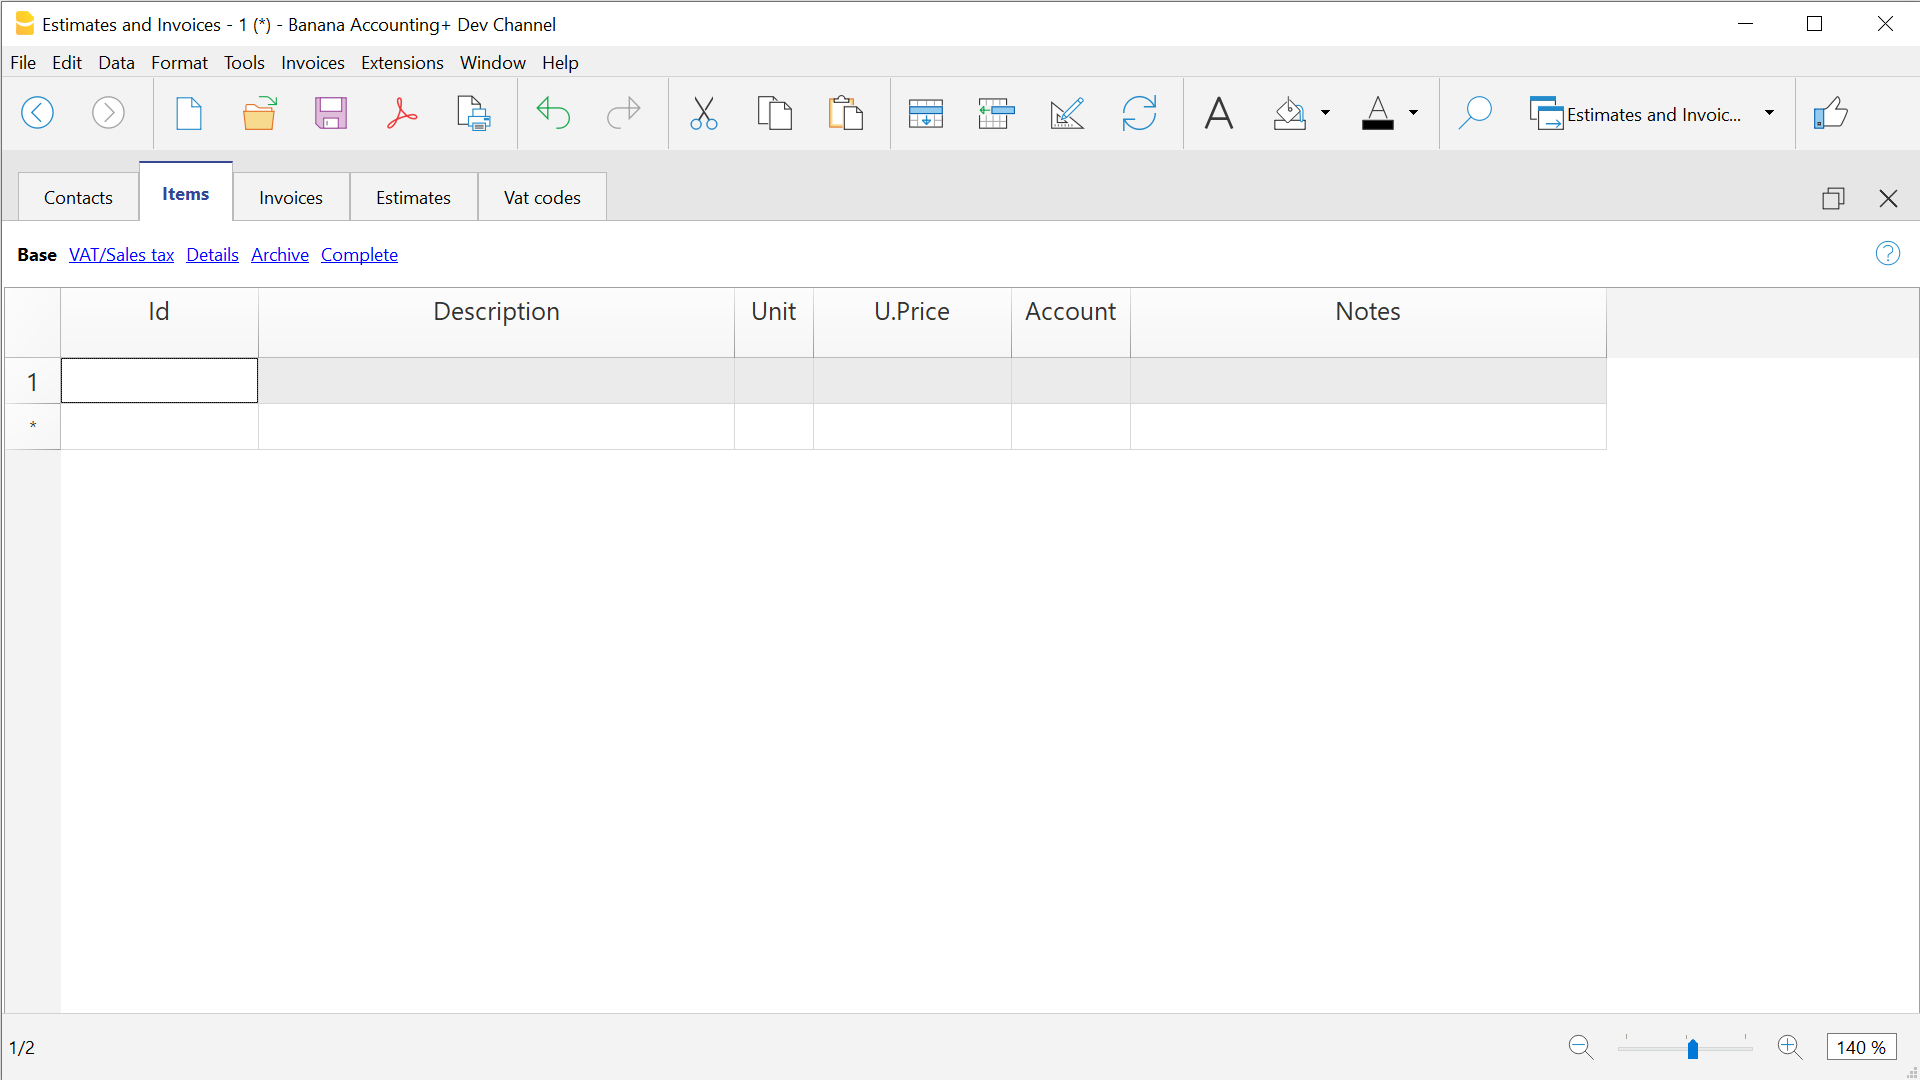 Estimates and Invoices - 1 (*) - Banana Accounting+ Dev Channel
File Edit Data Format Tools Invoices Extensions Window Help
Estimates and Invoic...
Contacts Items Invoices Estimates Vat codes
Base VAT/Sales tax Details Archive Complete
Id Description Unit U.Price Account Notes
1
*
1/2
140 %